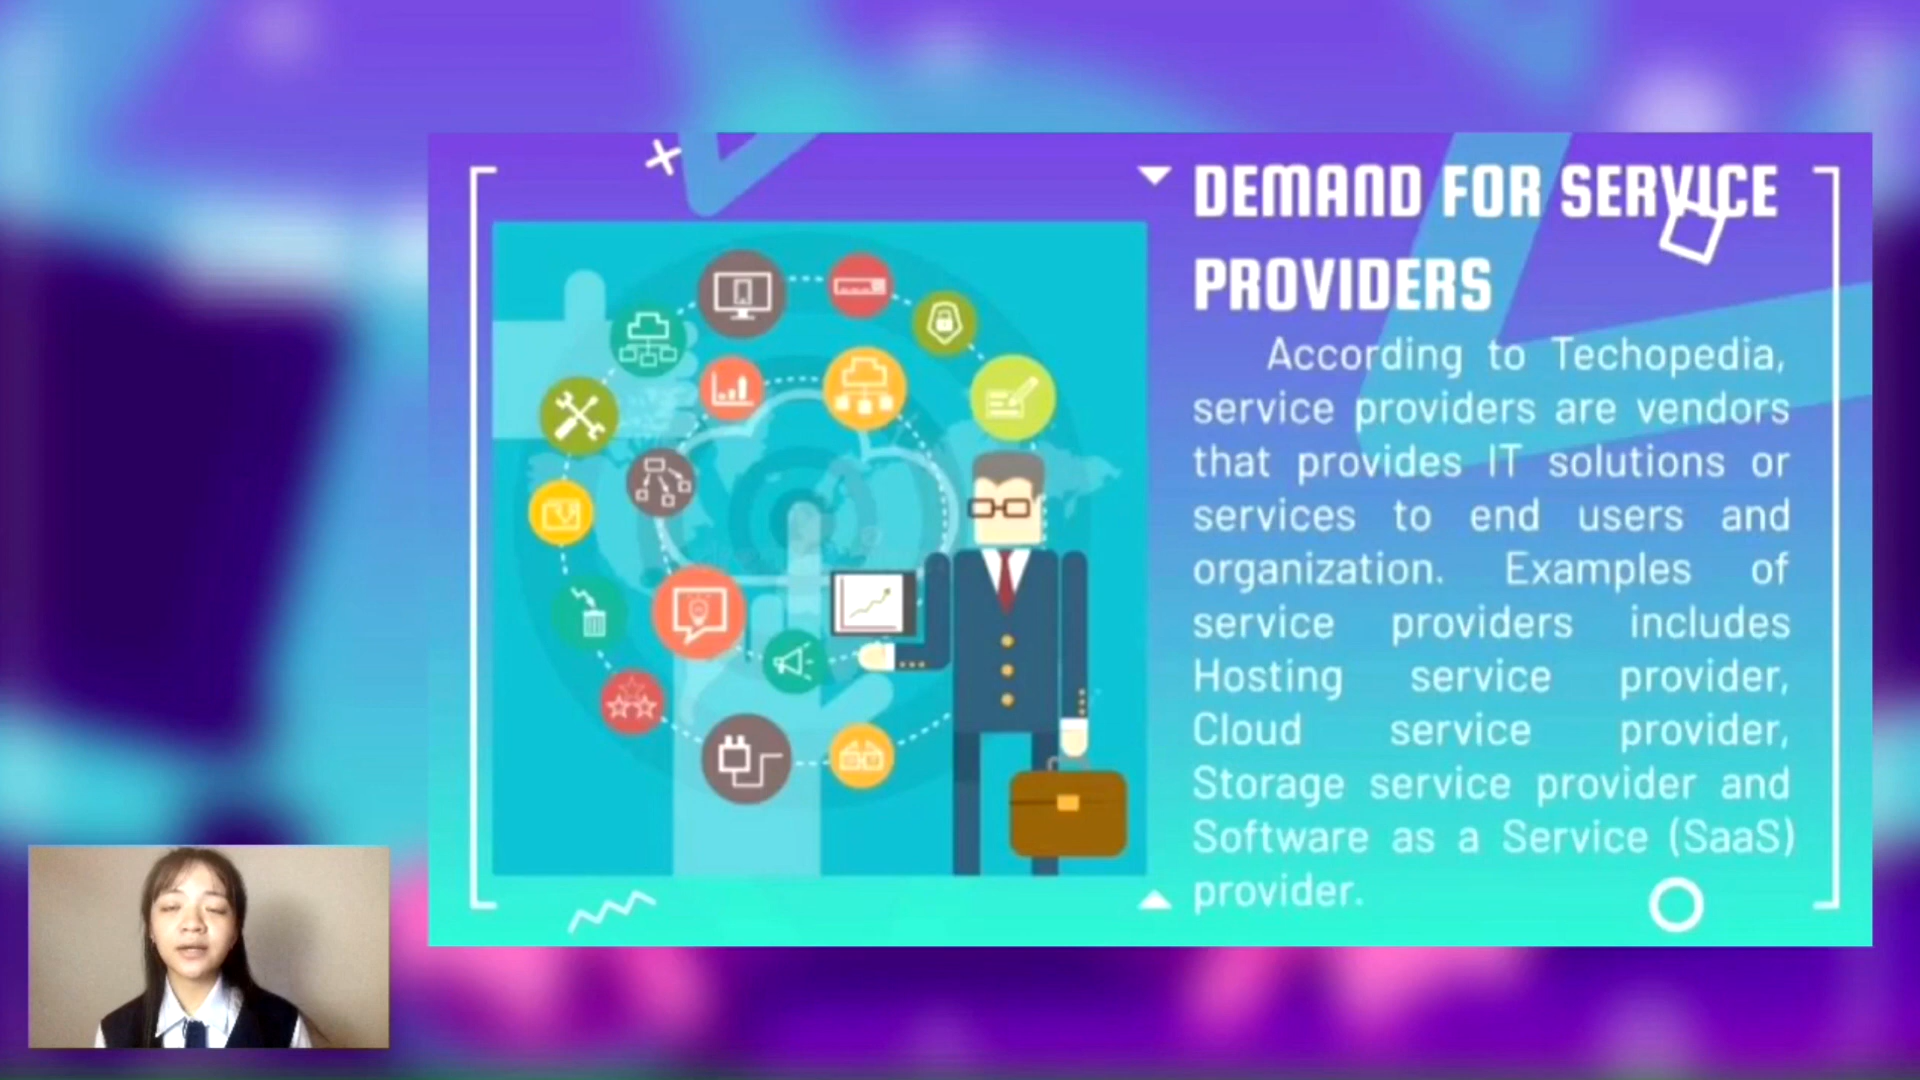 DEMAND FOR SERVICE
PROVIDERS
According to Techopedia,
service providers are vendors
that provides IT solutions or
services to end users and
organization. Examples of
service providers includes
Hosting service provider,
Cloud service provider,
Storage service provider and
Software as a Service (SaaS)
provider.